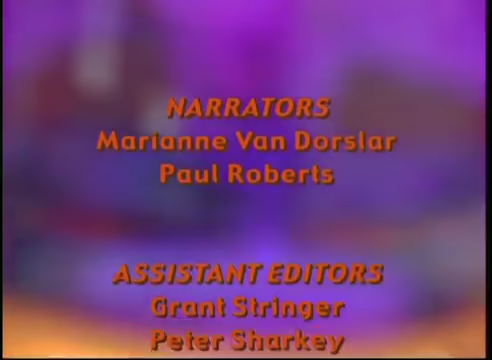 NARRATORS
Marianne Van Dorslar
Paul Roberts
ASSISTANT EDITORS
Grant Stringer
Peter Sharkey